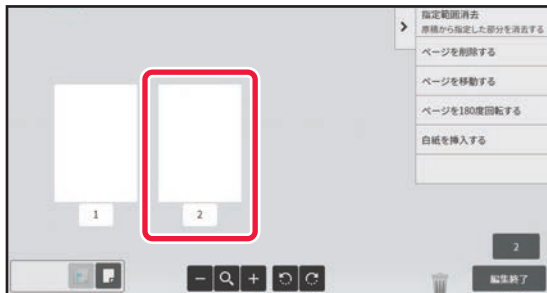 指定範囲消去
原稿から指定した部分を消去する
ページを削除する
ページを移動する
ページを180度回転する
白紙を挿入する
1
2
2
編集終了